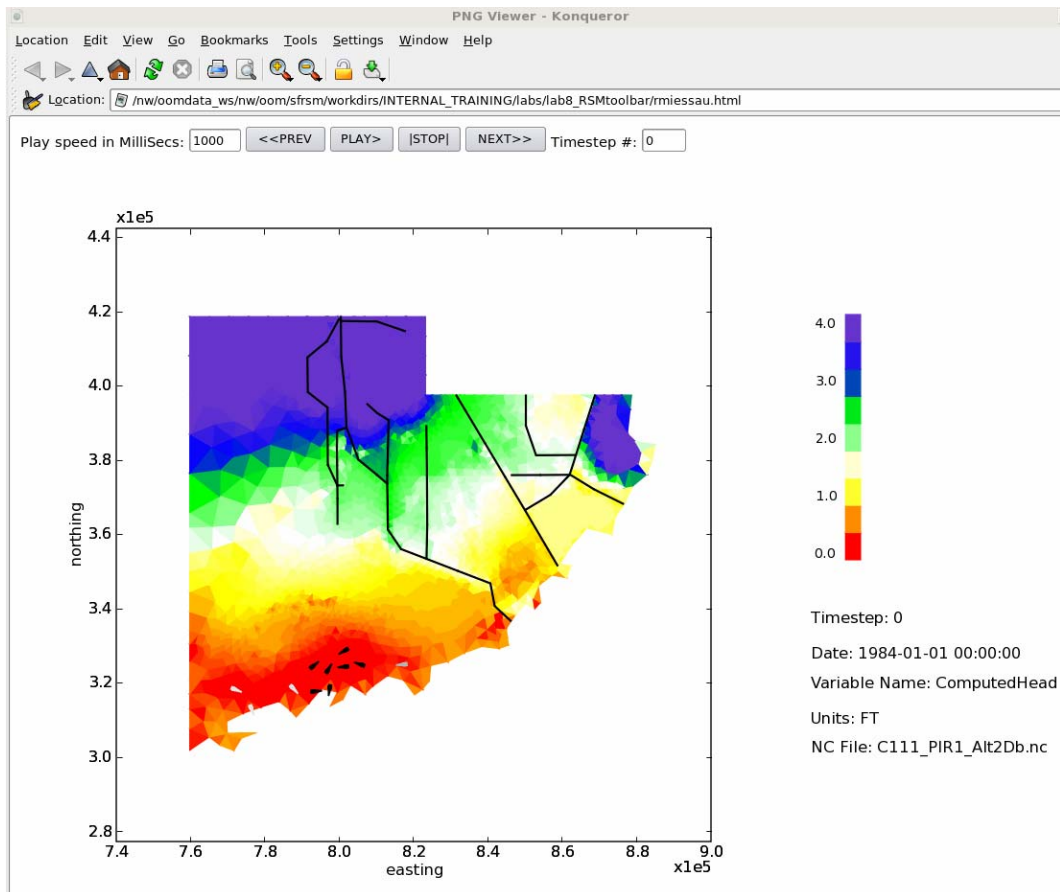 PNG Viewer - Konqueror
Location Edit View Go Bookmarks Tools Settings Window Help
Location: /nw/oomdata_ws/nw/oom/sfrsm/workdirs/INTERNAL_TRAINING/labs/lab8_RSMtoolbar/rmiessau.html
Play speed in MilliSecs: 1000 <<PREV PLAY> |STOP| NEXT>> Timestep #: 0
x1e5
4.4
4.2
4.0
3.8
3.6
3.4
3.2
3.0
2.8
northing
7.4 7.6 7.8 8.0 8.2 8.4 8.6 8.8 9.0
easting
x1e5
4.0
3.0
2.0
1.0
0.0
Timestep: 0
Date: 1984-01-01 00:00:00
Variable Name: ComputedHead
Units: FT
NC File: C111_PIR1_Alt2Db.nc